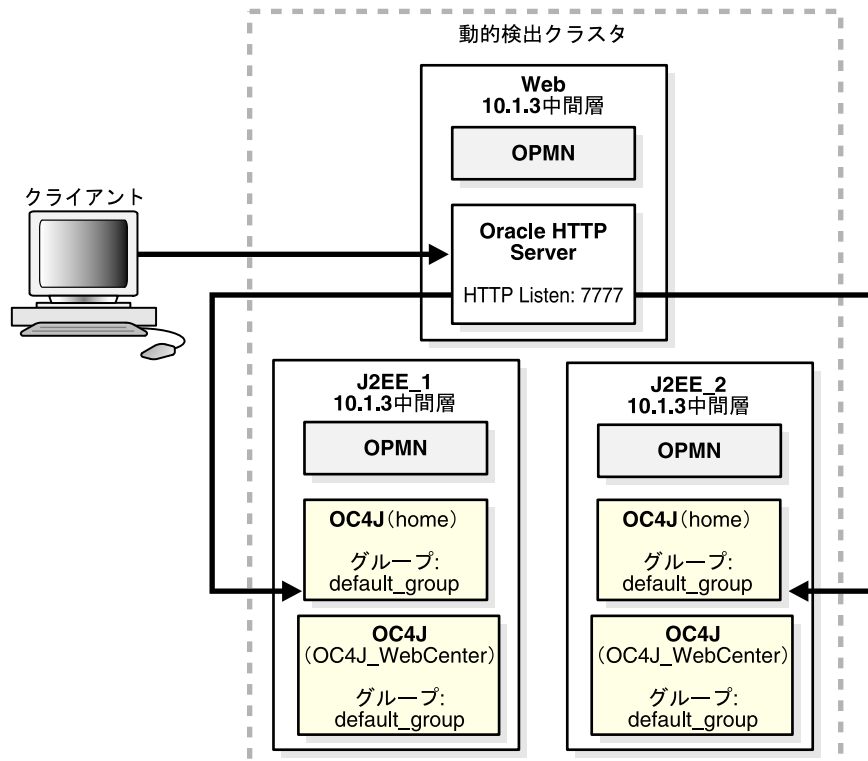 動的検出クラスタ
Web
10.1.3中間層
OPMN
クライアント
Oracle HTTP
Server
HTTP Listen: 7777
J2EE_1
10.1.3中間層
OPMN
OC4J(home)
グループ:
default_group
OC4J
(OC4J_WebCenter)
グループ:
default_group
J2EE_2
10.1.3中間層
OPMN
OC4J(home)
グループ:
default_group
OC4J
(OC4J_WebCenter)
グループ:
default_group